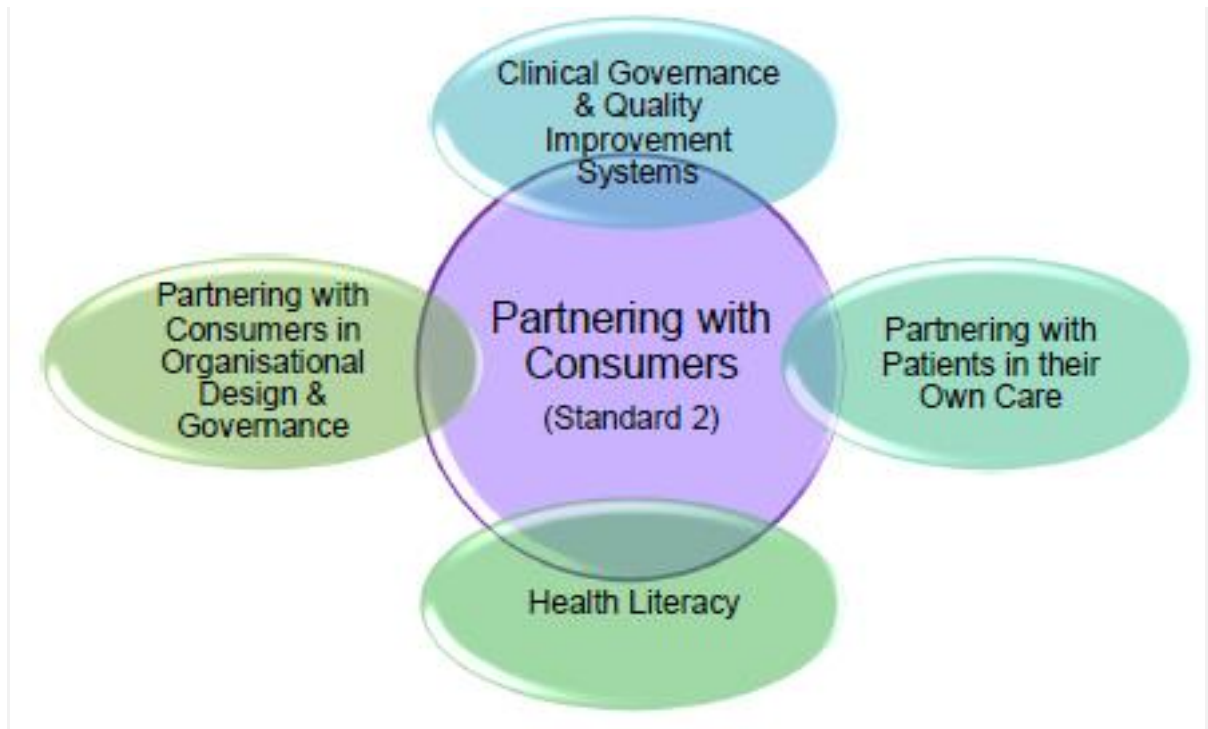 Clinical Governance
& Quality
Improvement
Systems
Partnering with
Consumers in
Organisational
Design &
Governance
Partnering with
Consumers
(Standard 2)
Partnering with
Patients in their
Own Care
Health Literacy